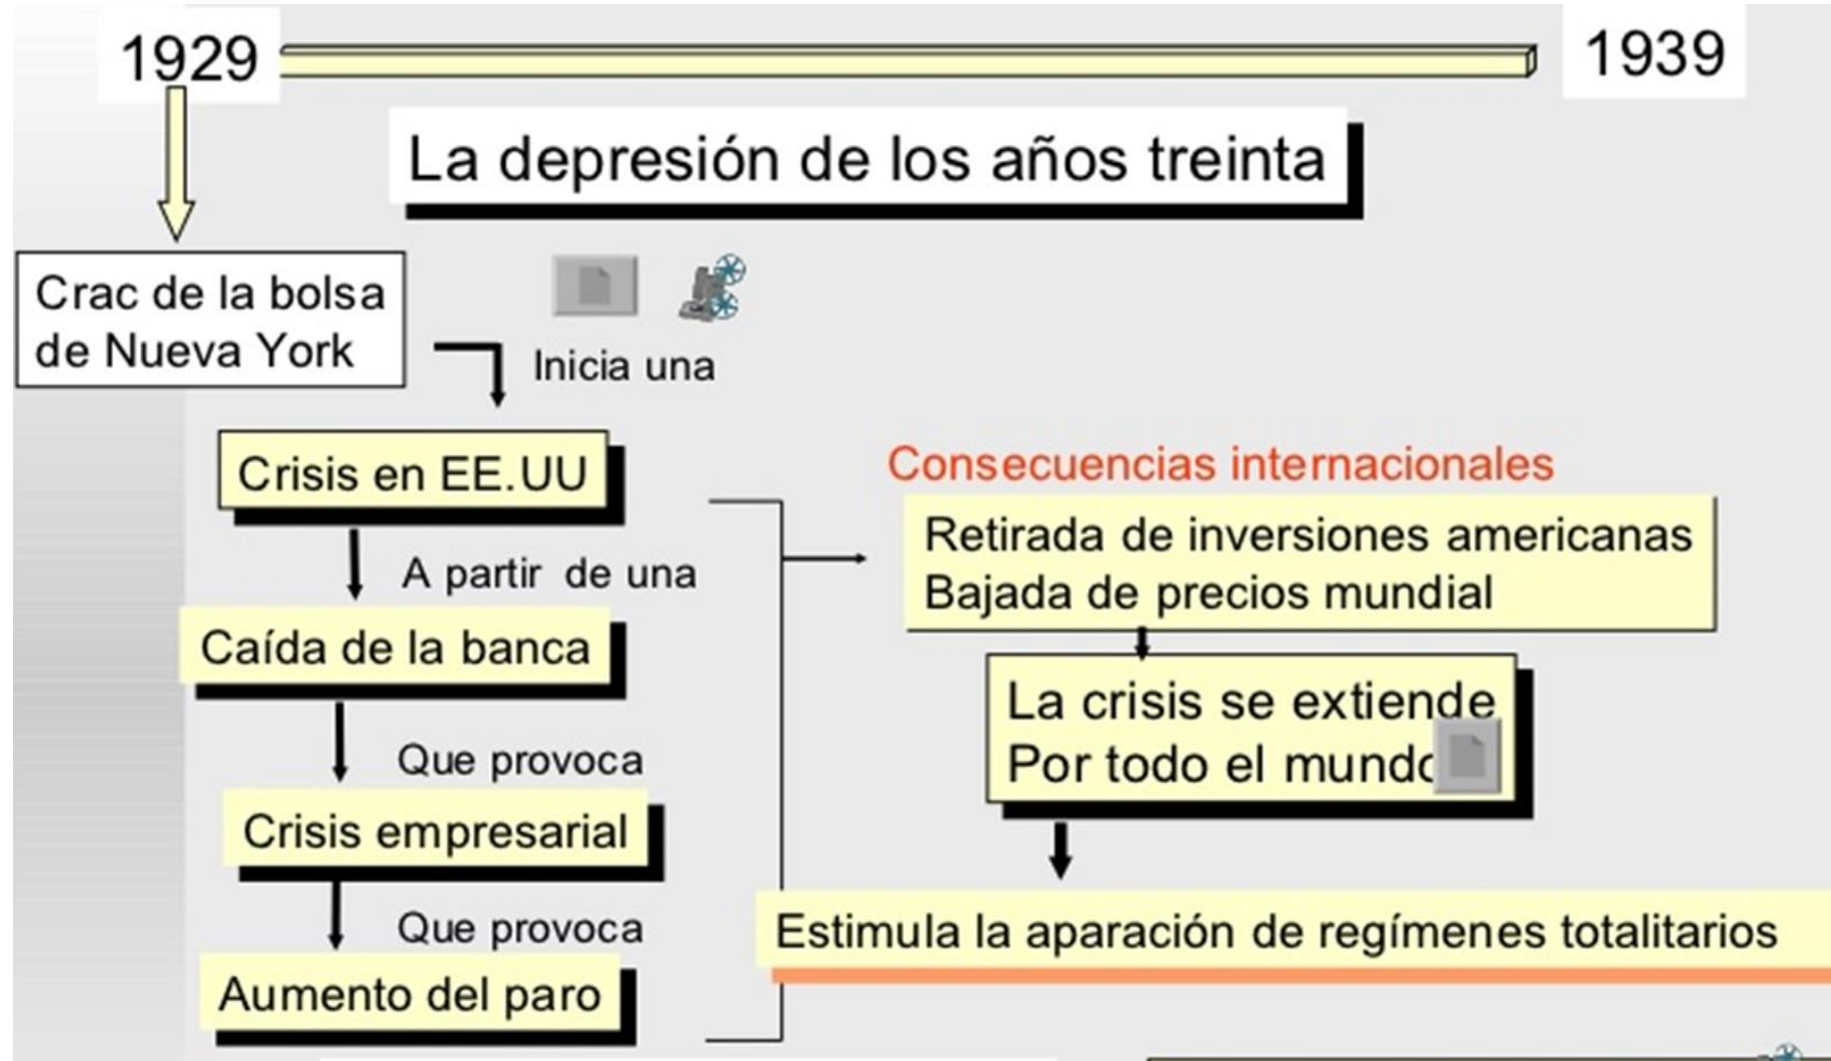 1929
1939
La depresión de los años treinta
Crac de la bolsa
de Nueva York
Inicia una
Crisis en EE.UU
A partir de una
Caída de la banca
Que provoca
Crisis empresarial
Que provoca
Aumento del paro
Consecuencias internacionales
Retirada de inversiones americanas
Bajada de precios mundial
La crisis se extiende
Por todo el mundo
Estimula la aparación de regímenes totalitarios